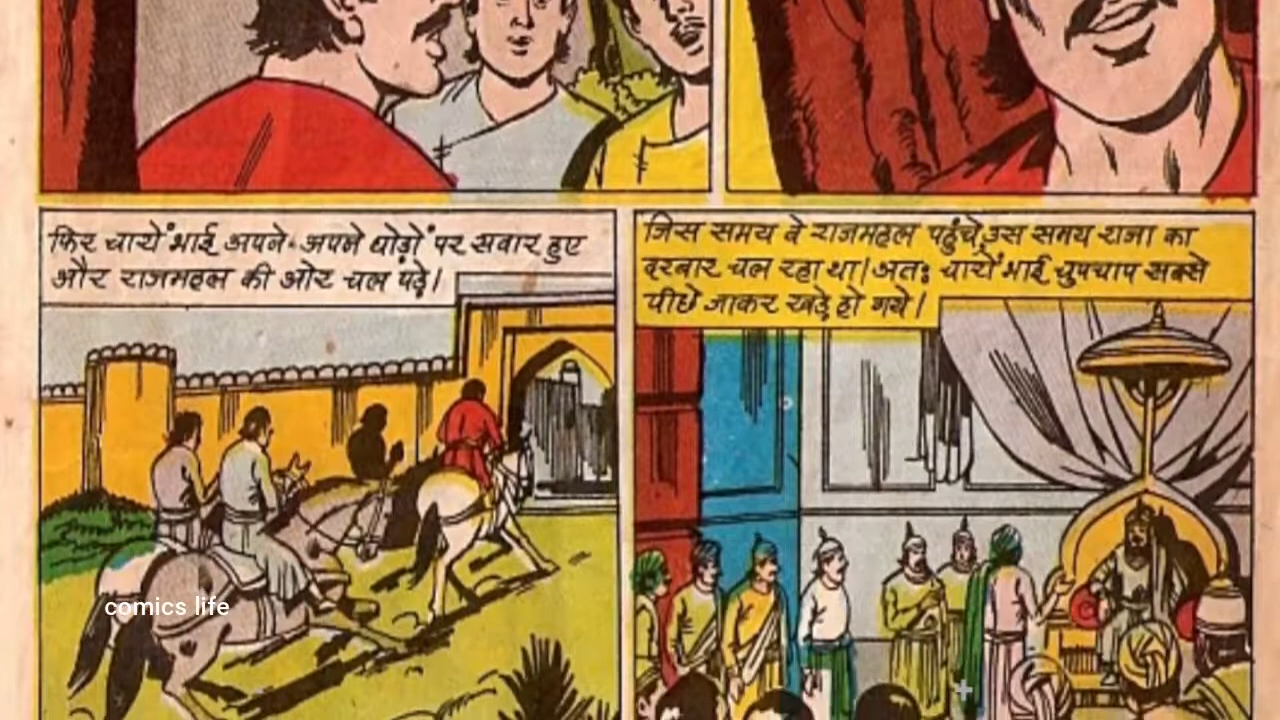 फिर चारों भाई अपने-अपने घोड़ों पर सवार हुए
और राजमहल की ओर चल पड़े।
जिस समय वे राजमहल पहुंचे, उस समय राजा का
दरबार चल रहा था। अतः चारों भाई चुपचाप सबसे
पीछे जाकर खड़े हो गये।
comics life